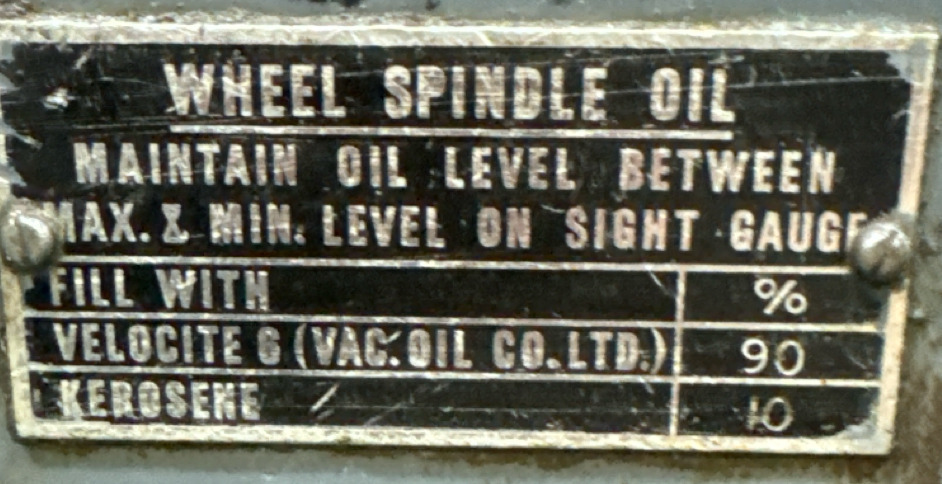 WHEEL SPINDLE OIL
MAINTAIN OIL LEVEL BETWEEN
MAX. & MIN. LEVEL ON SIGHT GAUGE
FILL WITH %
VELOCITE 6 (VAC. OIL CO. LTD.) 90
KEROSENE 10